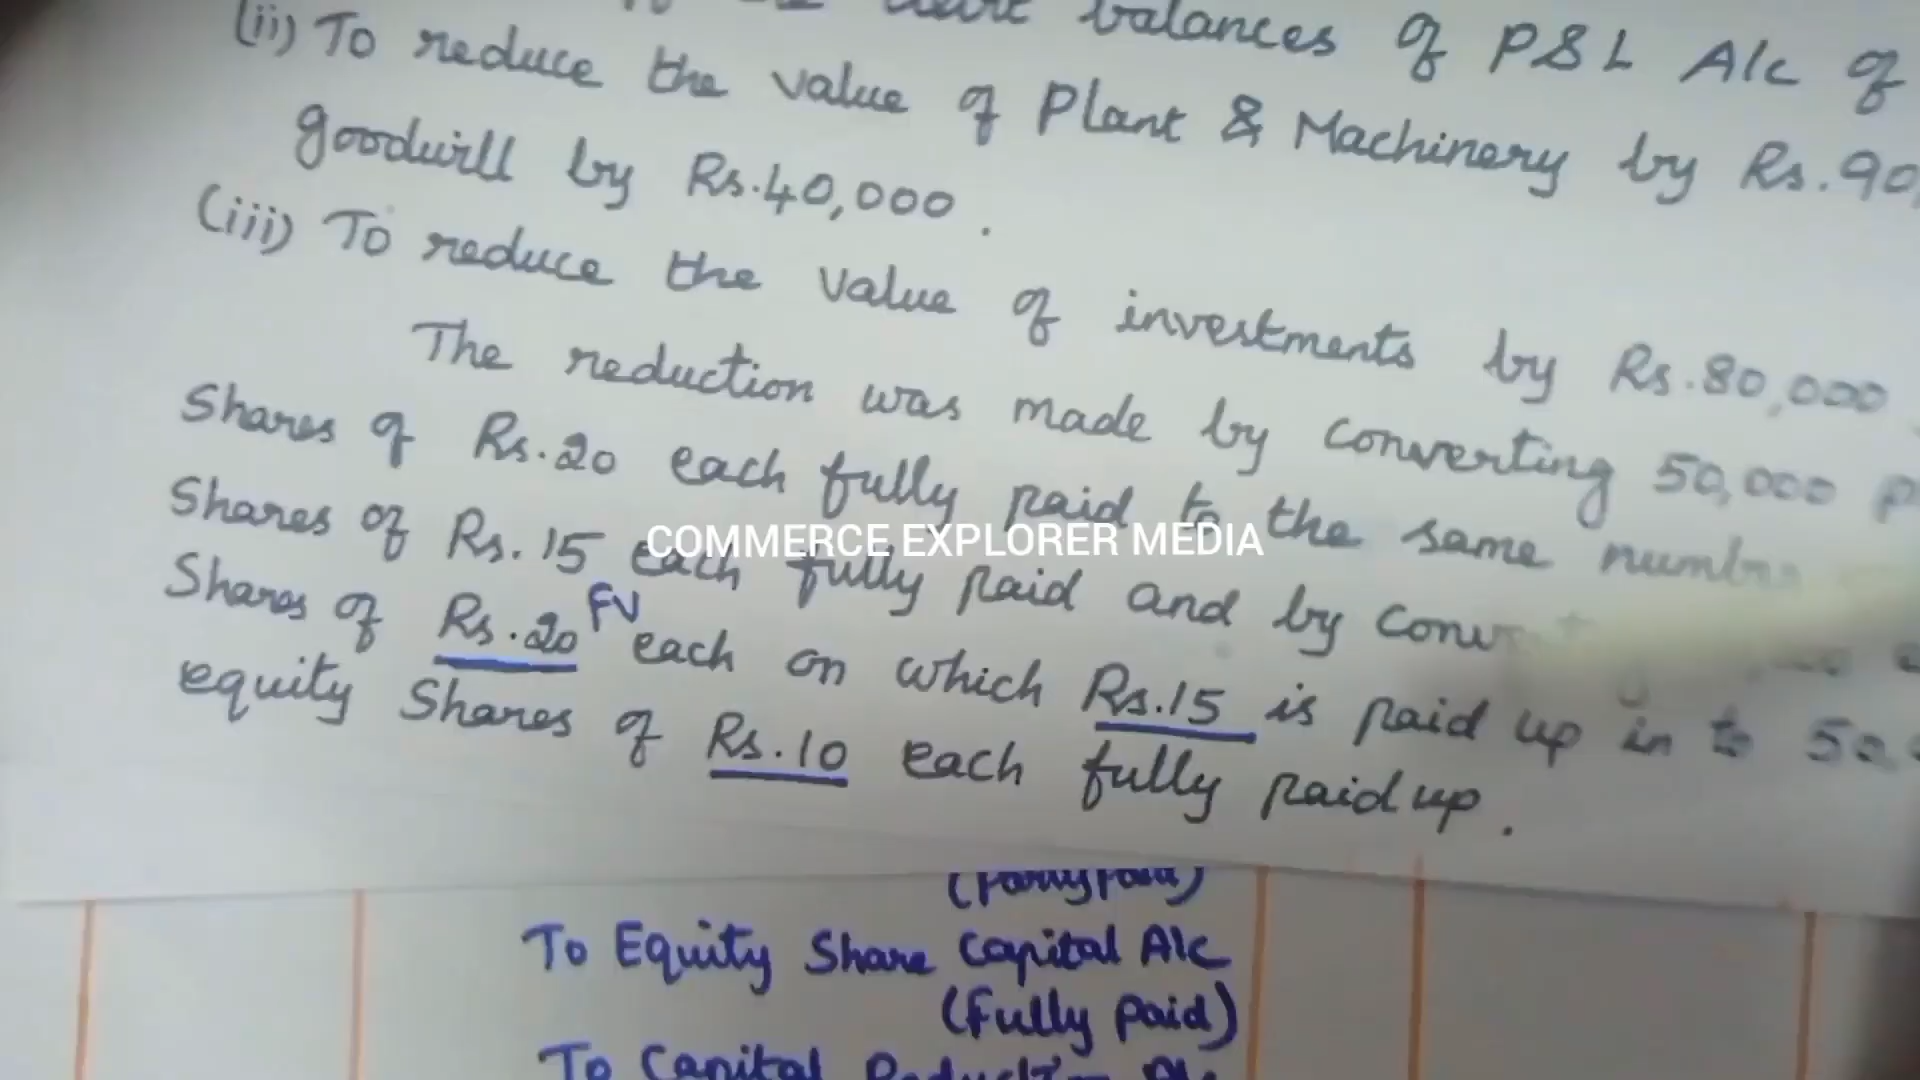 balances of P&L A/c of
(ii) To reduce the value of Plant & Machinery by Rs.90,
goodwill by Rs.40,000.
(iii) To reduce the value of investments by Rs.80,000
The reduction was made by converting 50,000
Shares of Rs.20 each fully paid to the same number
Shares of Rs.15 each fully paid and by
COMMERCE EXPLORER MEDIA
Shares of Rs.20 FV each on which Rs.15 is paid up in to 50,
equity Shares of Rs.10 each fully paid up.
(Partly Paid)
To Equity Share Capital A/c
(Fully Paid)
To Capital Reduction A/c